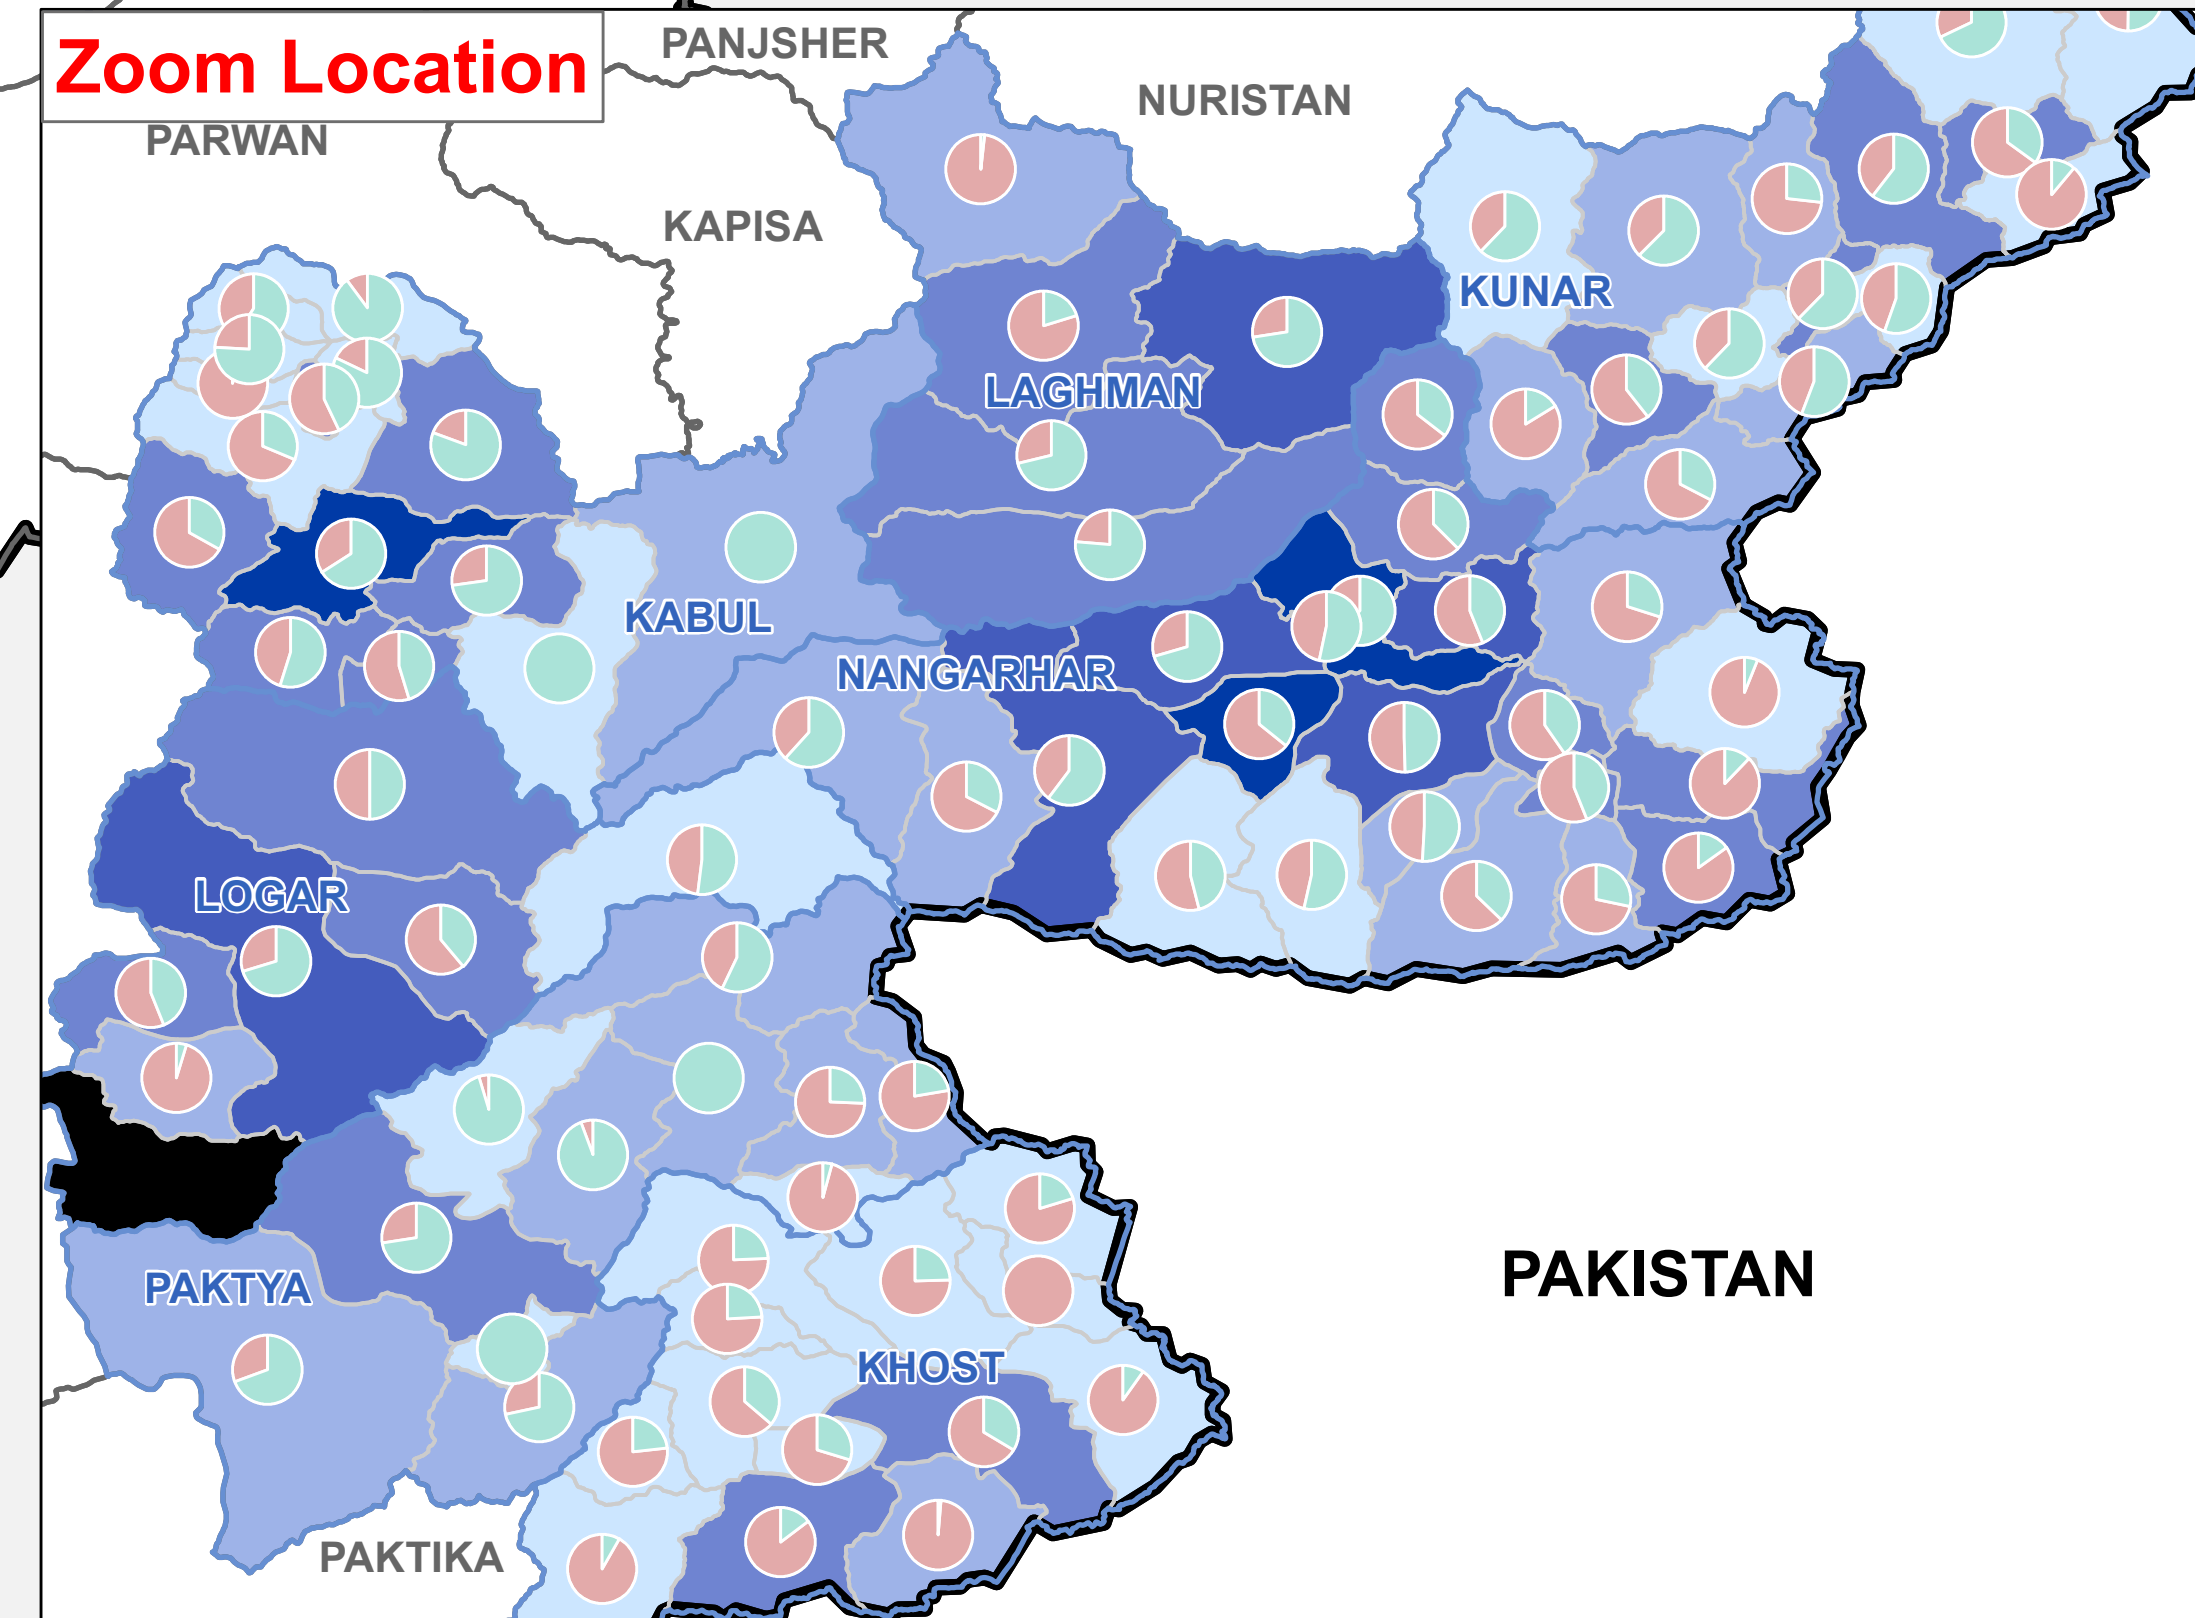 Zoom Location
PANJSHER
NURISTAN
PARWAN
KAPISA
KUNAR
LAGHMAN
KABUL
NANGARHAR
LOGAR
PAKISTAN
PAKTYA
KHOST
PAKTIKA